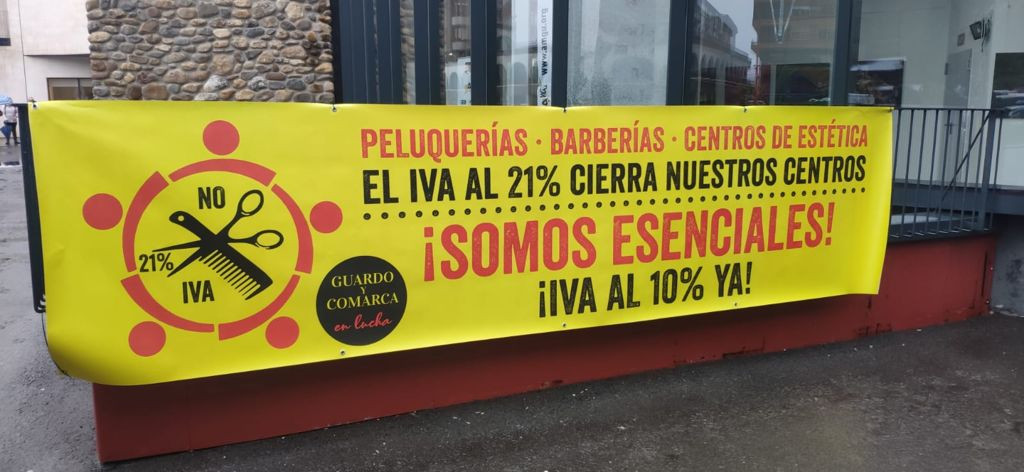 PELUQUERÍAS · BARBERÍAS · CENTROS DE ESTÉTICA
EL IVA AL 21% CIERRA NUESTROS CENTROS
¡SOMOS ESENCIALES!
¡IVA AL 10% YA!
NO
21%
IVA
GUARDO
Y
COMARCA
en lucha